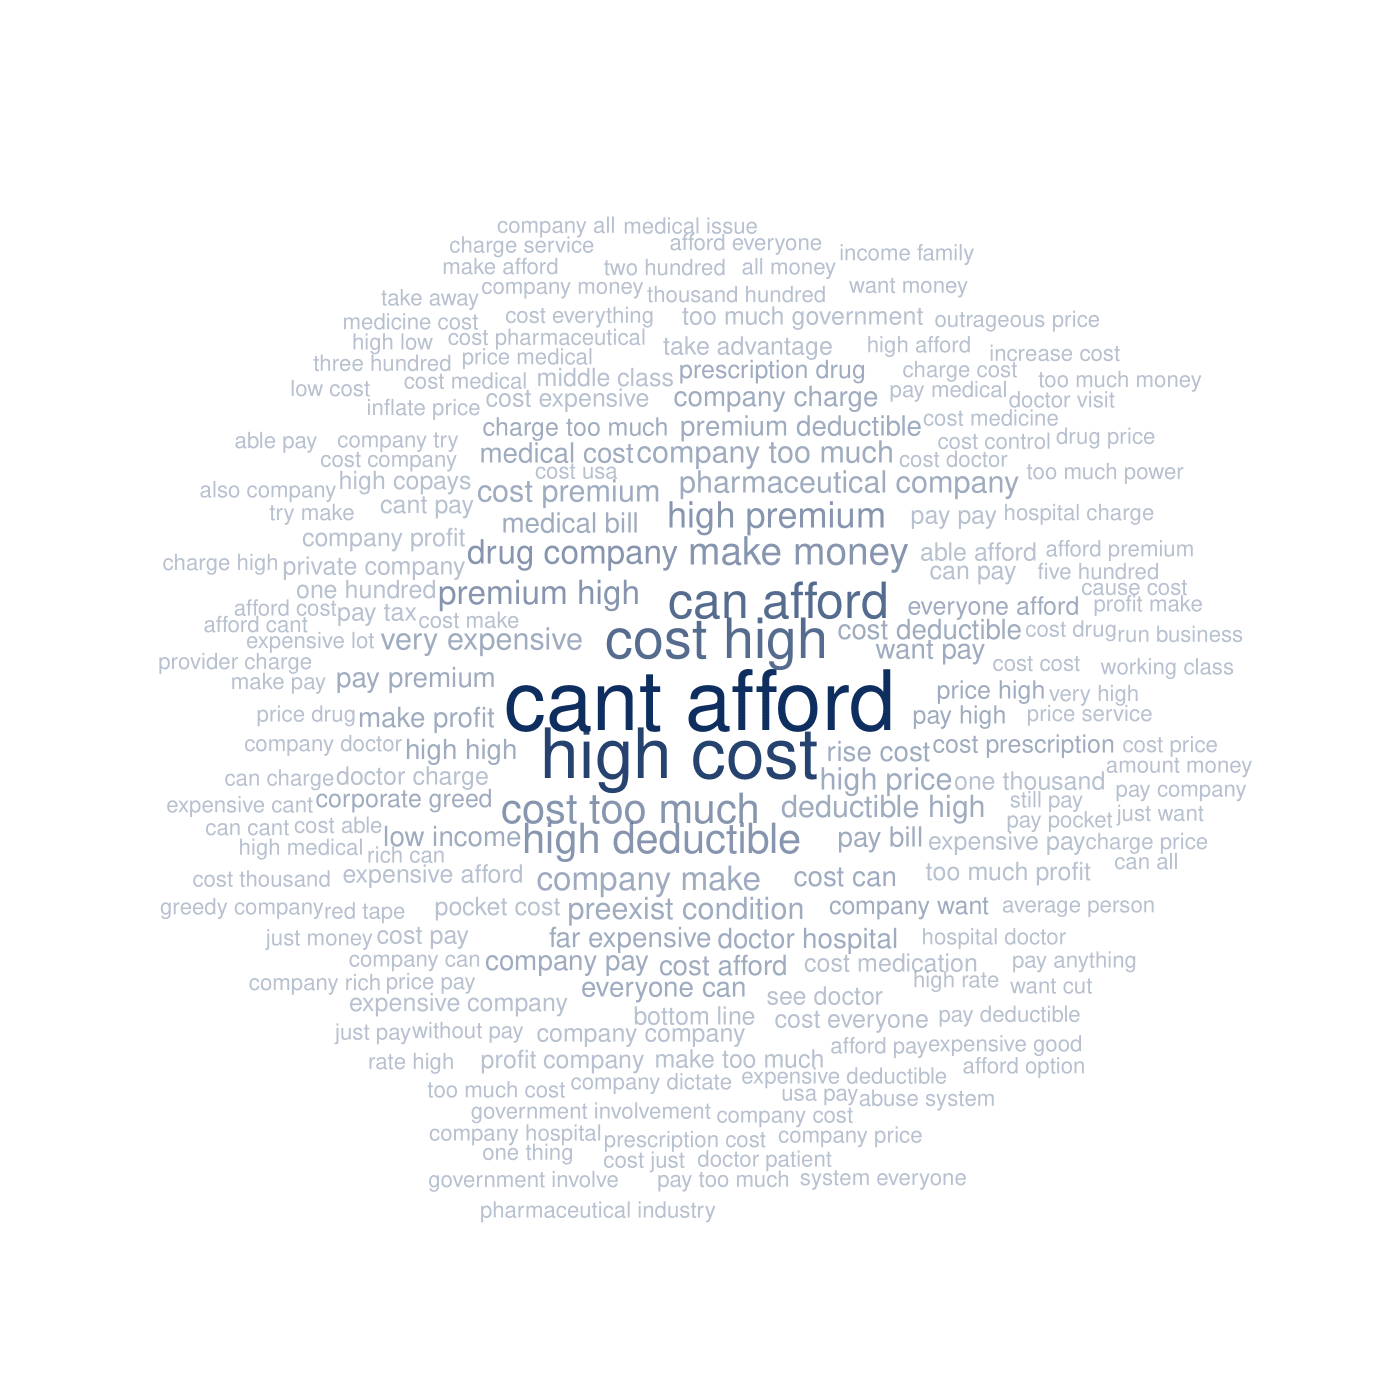 company all medical issue
charge service afford everyone income family
make afford two hundred all money
take away company money thousand hundred want money
medicine cost cost everything too much government outrageous price
high low cost pharmaceutical take advantage high afford increase cost
three hundred price medical prescription drug charge cost
low cost cost medical middle class pay medical too much money
inflate price cost expensive company charge doctor visit
charge too much premium deductible cost medicine
able pay company try cost control drug price
cost company medical cost company too much cost doctor
also company high copays cost usa too much power
cost premium pharmaceutical company
try make cant pay high premium pay pay hospital charge
company profit medical bill
charge high private company drug company make money able afford afford premium
one hundred can pay five hundred
afford cost pay tax premium high can afford everyone afford cause cost
afford cant cost make profit make
expensive lot very expensive cost high cost deductible cost drug run business
provider charge want pay cost cost working class
make pay pay premium price high very high
price drug make profit cant afford pay high price service
company doctor high high high cost rise cost cost prescription cost price
can charge doctor charge high price one thousand amount money
expensive cant corporate greed cost too much deductible high still pay pay company
can cant cost able pay pocket just want
high medical rich can low income high deductible pay bill expensive pay charge price
cost thousand expensive afford company make cost can too much profit can all
greedy company red tape pocket cost preexist condition company want average person
just money cost pay far expensive doctor hospital hospital doctor
company can company pay cost afford cost medication pay anything
company rich price pay everyone can high rate want cut
expensive company see doctor
just pay without pay company company bottom line cost everyone pay deductible
rate high profit company make too much afford pay expensive good
too much cost company dictate expensive deductible afford option
government involvement company cost usa pay abuse system
company hospital prescription cost company price
one thing cost just doctor patient
government involve pay too much system everyone
pharmaceutical industry